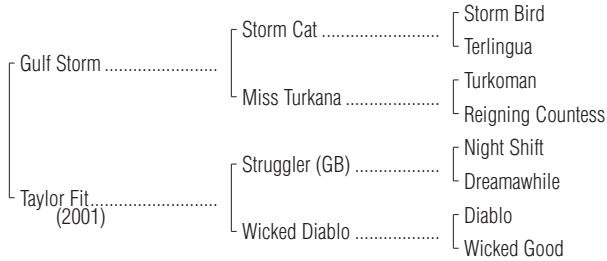 Storm Bird
Storm Cat ......................
Terlingua
Gulf Storm .....................
Turkoman
Miss Turkana .................
Reigning Countess
Night Shift
Struggler (GB) ...............
Dreamawhile
Taylor Fit........................
(2001)
Diablo
Wicked Diablo ...............
Wicked Good